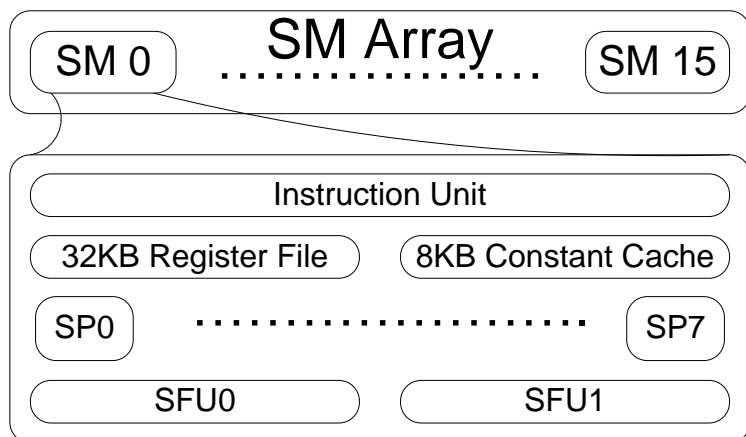 SM Array
SM 0 SM 15
Instruction Unit
32KB Register File 8KB Constant Cache
SP0 SP7
SFU0 SFU1